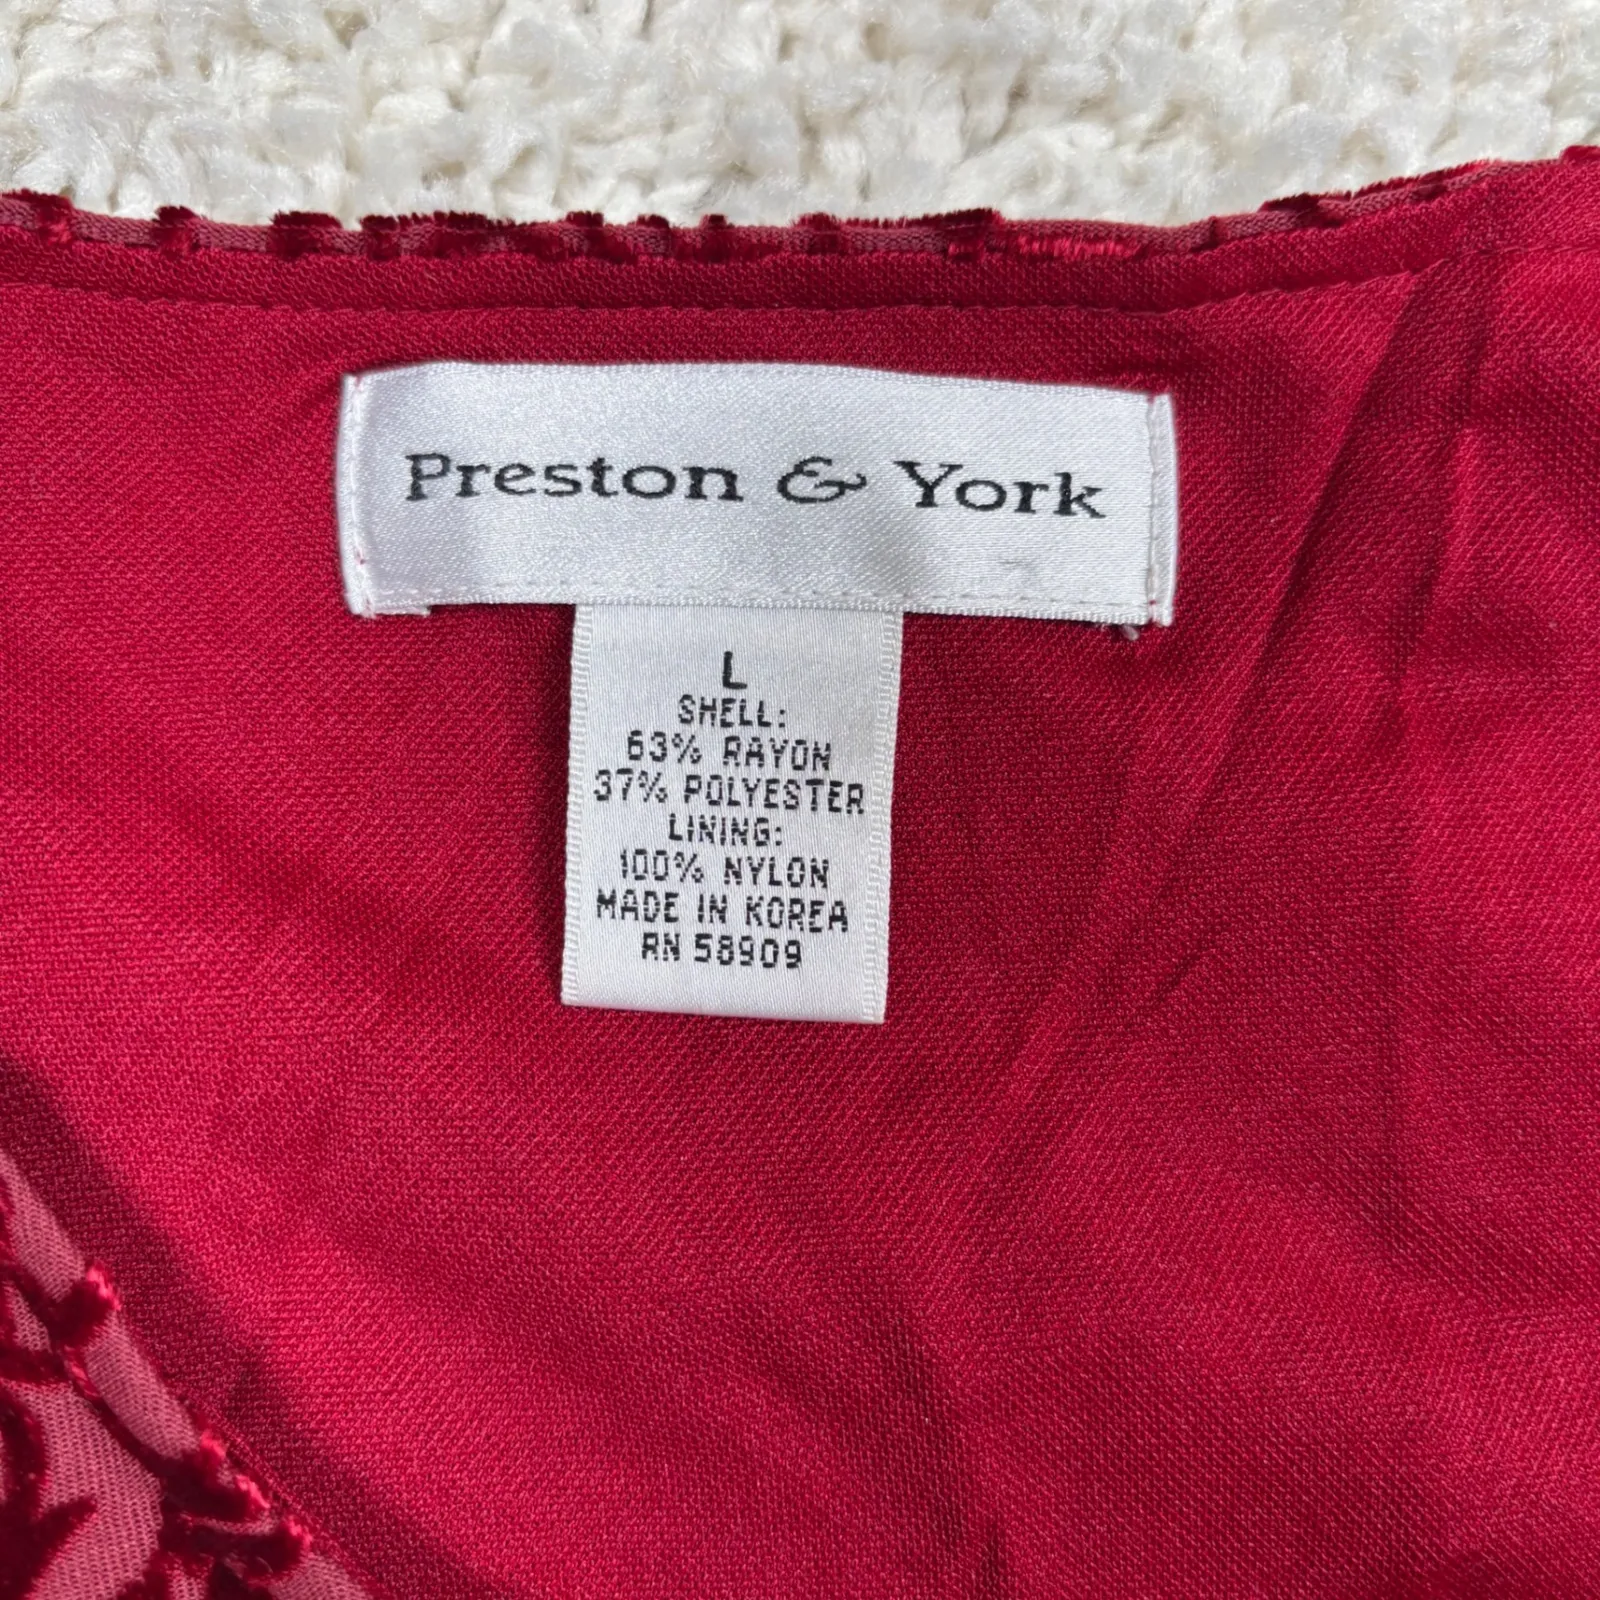 Preston & York
L
SHELL:
63% RAYON
37% POLYESTER
LINING:
100% NYLON
MADE IN KOREA
RN 58909